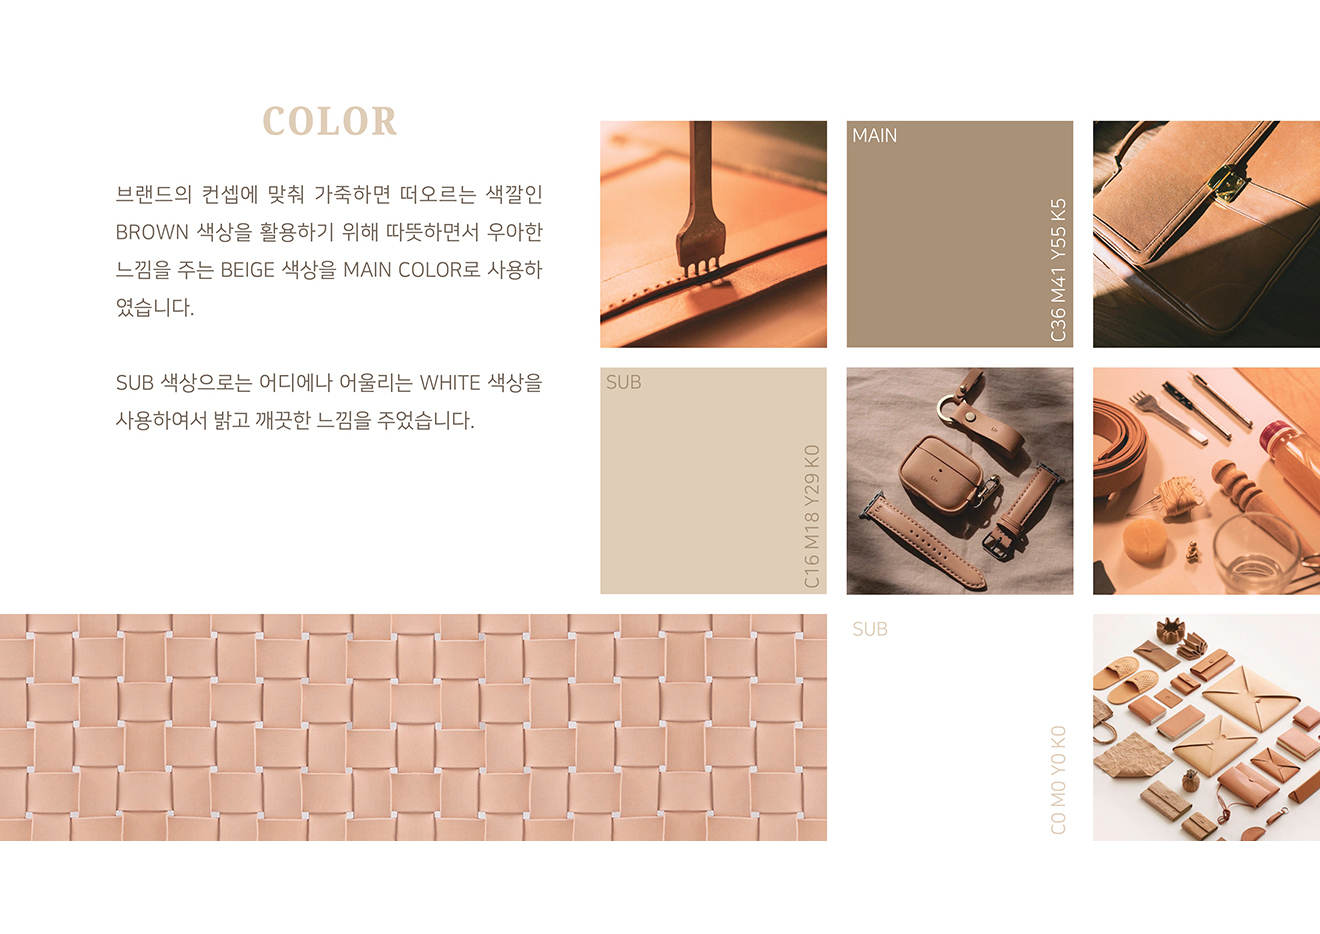 COLOR
브랜드의 컨셉에 맞춰 가죽하면 떠오르는 색깔인
BROWN 색상을 활용하기 위해 따뜻하면서 우아한
느낌을 주는 BEIGE 색상을 MAIN COLOR로 사용하
였습니다.
SUB 색상으로는 어디에나 어울리는 WHITE 색상을
사용하여서 밝고 깨끗한 느낌을 주었습니다.
MAIN
C36 M41 Y55 K5
SUB
C16 M18 Y29 K0
SUB
C0 M0 Y0 K0